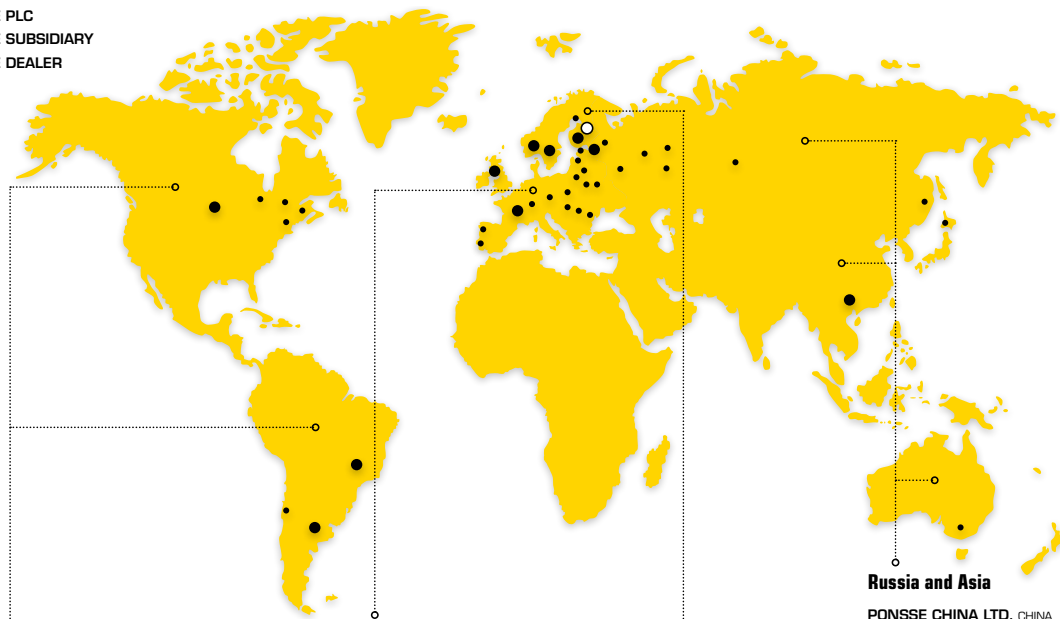 PLC
SUBSIDIARY
DEALER
Russia and Asia
PONSSE CHINA LTD. CHINA